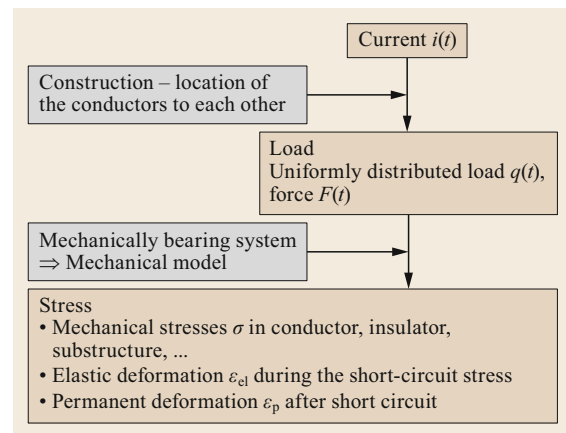 Current i(t)
Construction – location of
the conductors to each other
Load
Uniformly distributed load q(t),
force F(t)
Mechanically bearing system
⇒ Mechanical model
Stress
• Mechanical stresses σ in conductor, insulator,
substructure, ...
• Elastic deformation εel during the short-circuit stress
• Permanent deformation εp after short circuit